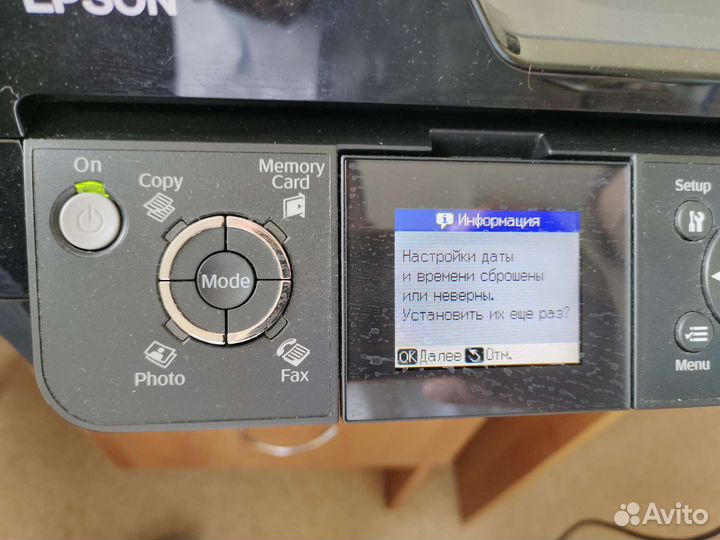 EPSON
On
Copy
Memory
Card
Mode
Photo
Fax
Информация
Настройки даты
и времени сброшены
или неверны.
Установить их еще раз?
OK Далее Отм.
Setup
Menu
Avito